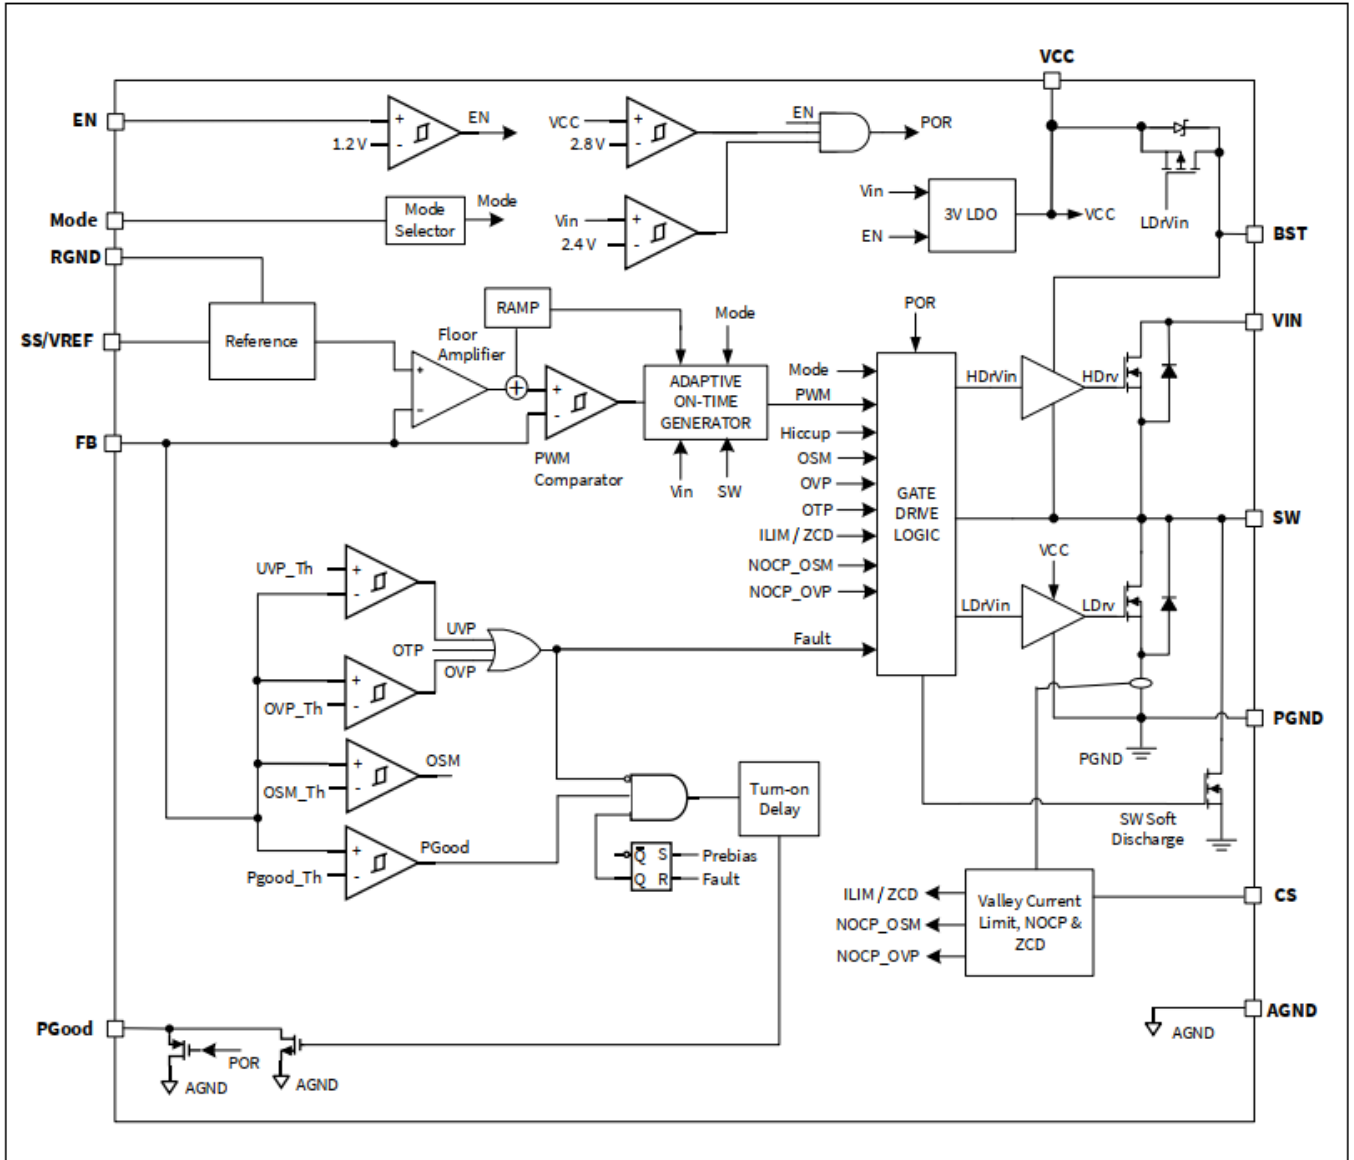 VCC
EN
+
-
1.2 V
EN
VCC
2.8 V
+
-
EN
POR
Mode
Mode
Selector
Mode
Vin
2.4 V
+
-
Vin
EN
3V LDO
VCC
LDrVin
BST
RGND
SS/VREF
Reference
Floor
Amplifier
+
-
RAMP
+
+
-
PWM
Comparator
Mode
ADAPTIVE
ON-TIME
GENERATOR
Vin
SW
POR
Mode
PWM
Hiccup
OSM
OVP
OTP
ILIM / ZCD
NOCP_OSM
NOCP_OVP
Fault
GATE
DRIVE
LOGIC
HDrVin
HDrv
VIN
SW
VCC
LDrVin
LDrv
PGND
PGND
FB
UVP_Th
+
-
UVP
OTP
OVP
OVP_Th
+
-
OSM_Th
+
-
OSM
Pgood_Th
+
-
PGood
Q S
Q R
Prebias
Fault
Turn-on
Delay
SW Soft
Discharge
ILIM / ZCD
NOCP_OSM
NOCP_OVP
Valley Current
Limit, NOCP &
ZCD
CS
AGND
AGND
PGood
POR
AGND
AGND